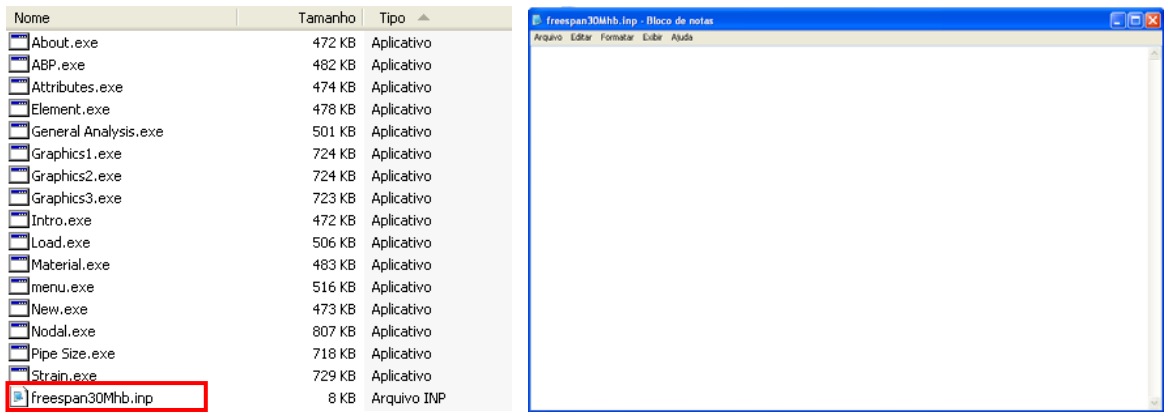 Nome Tamanho Tipo
About.exe 472 KB Aplicativo
ABP.exe 482 KB Aplicativo
Attributes.exe 474 KB Aplicativo
Element.exe 478 KB Aplicativo
General Analysis.exe 501 KB Aplicativo
Graphics1.exe 724 KB Aplicativo
Graphics2.exe 724 KB Aplicativo
Graphics3.exe 723 KB Aplicativo
Intro.exe 472 KB Aplicativo
Load.exe 506 KB Aplicativo
Material.exe 483 KB Aplicativo
menu.exe 516 KB Aplicativo
New.exe 473 KB Aplicativo
Nodal.exe 807 KB Aplicativo
Pipe Size.exe 718 KB Aplicativo
Strain.exe 729 KB Aplicativo
freespan30Mhb.inp 8 KB Arquivo INP
freespan30Mhb.inp - Bloco de notas
Arquivo Editar Formatar Exibir Ajuda